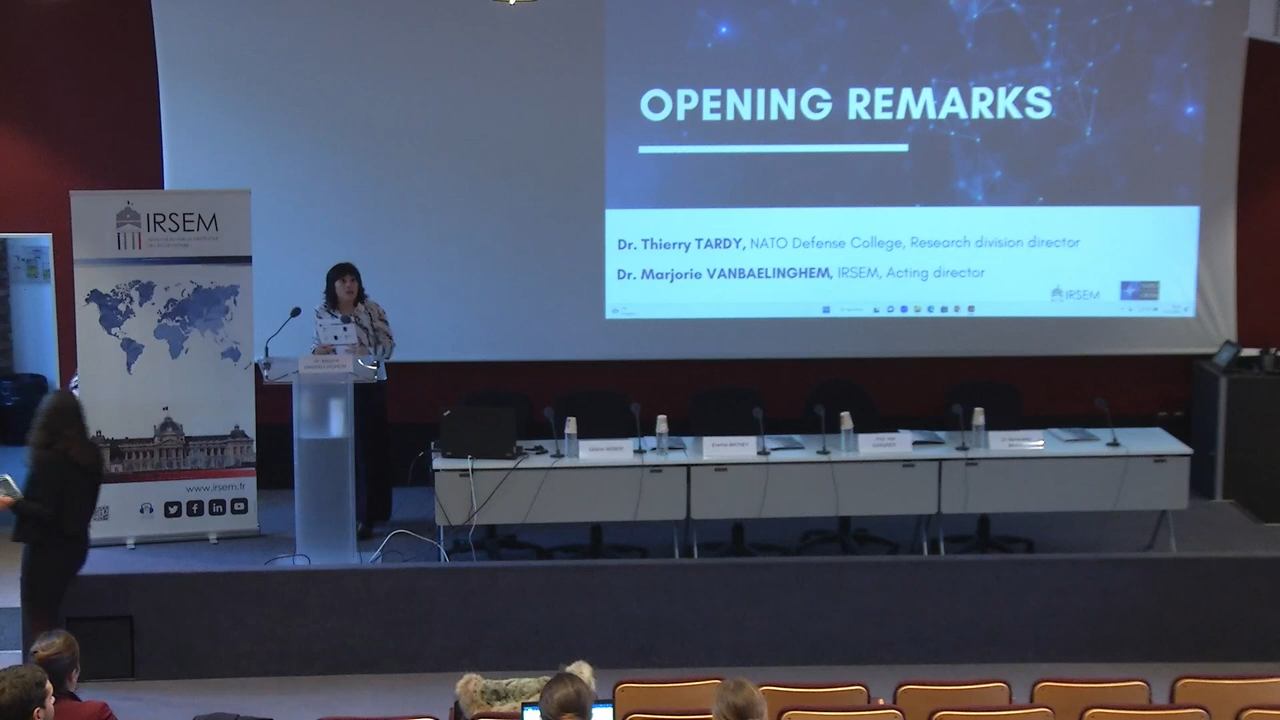 OPENING REMARKS
Dr. Thierry TARDY, NATO Defense College, Research division director
Dr. Marjorie VANBAELINGHEM, IRSEM, Acting director
IRSEM
IRSEM
www.irsem.fr